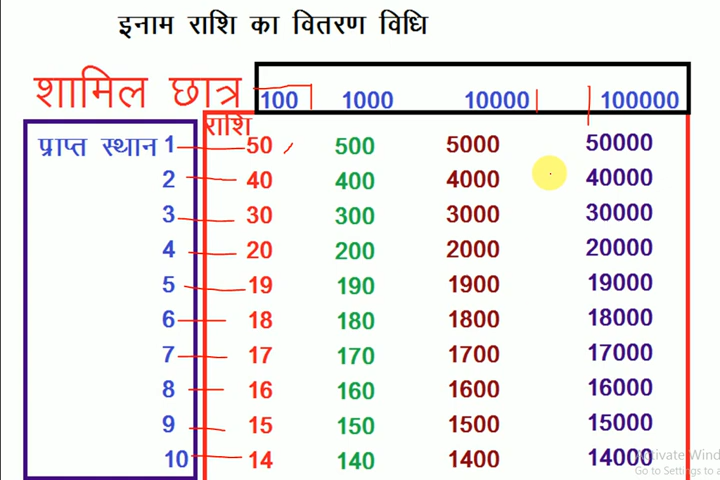 इनाम राशि का वितरण विधि
शामिल छात्र 100 1000 10000 100000
राशि
प्राप्त स्थान 1 50 500 5000 50000
2 40 400 4000 40000
3 30 300 3000 30000
4 20 200 2000 20000
5 19 190 1900 19000
6 18 180 1800 18000
7 17 170 1700 17000
8 16 160 1600 16000
9 15 150 1500 15000
10 14 140 1400 14000